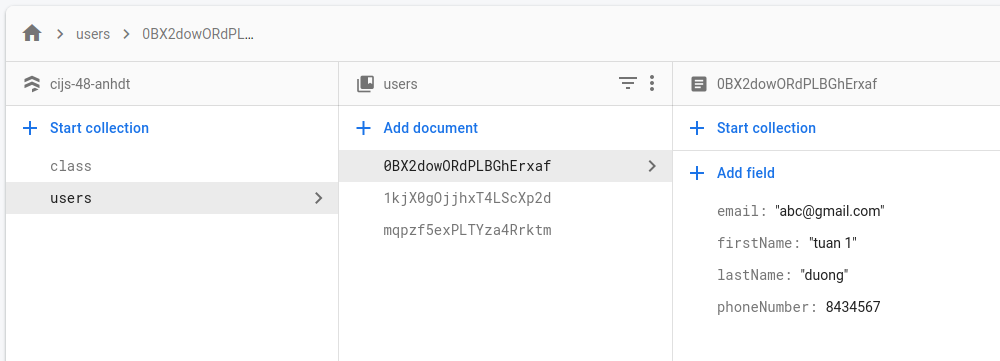 users
0BX2dowORdPL...
cijs-48-anhdt
users
0BX2dowORdPLBGhErxaf
Start collection
Add document
Start collection
class
0BX2dowORdPLBGhErxaf
Add field
users
1kjX0gOjjhxT4LScXp2d
email: "abc@gmail.com"
mqpzf5exPLTYza4Rrktm
firstName: "tuan 1"
lastName: "duong"
phoneNumber: 8434567